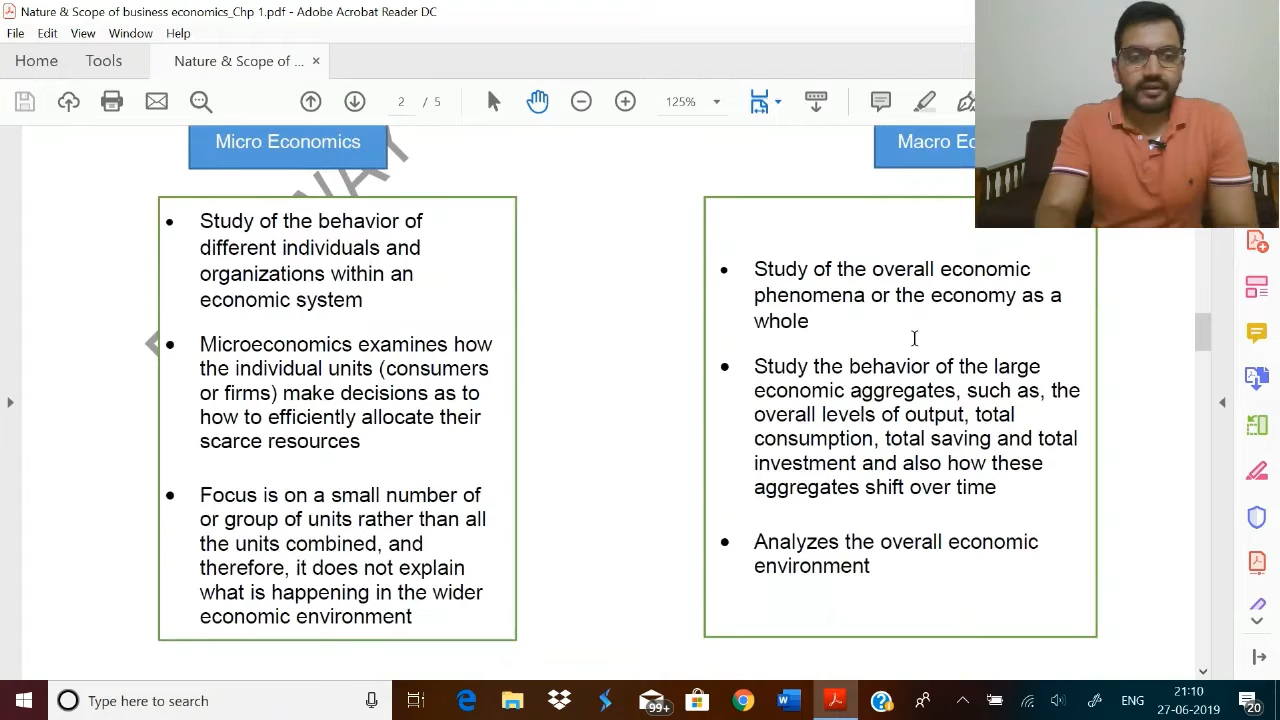 Nature & Scope of business economics_Chp 1.pdf - Adobe Acrobat Reader DC
File Edit View Window Help
Home Tools Nature & Scope of ... ×
2 / 5 125%
Micro Economics
Macro Ec
Study of the behavior of
different individuals and
organizations within an
economic system
Microeconomics examines how
the individual units (consumers
or firms) make decisions as to
how to efficiently allocate their
scarce resources
Focus is on a small number of
or group of units rather than all
the units combined, and
therefore, it does not explain
what is happening in the wider
economic environment
Study of the overall economic
phenomena or the economy as a
whole
Study the behavior of the large
economic aggregates, such as, the
overall levels of output, total
consumption, total saving and total
investment and also how these
aggregates shift over time
Analyzes the overall economic
environment
Type here to search
99+
ENG
21:10
27-06-2019
20